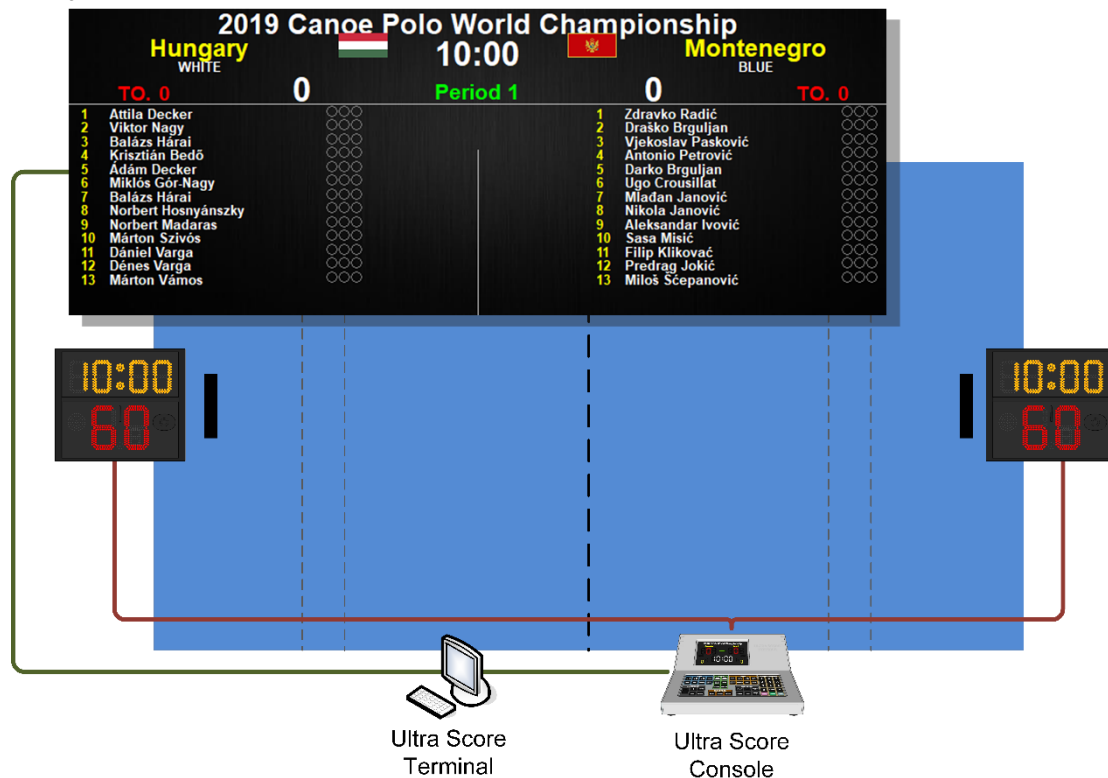 2019 Canoe Polo World Championship
Hungary 10:00 Montenegro
WHITE BLUE
TO. 0 0 Period 1 0 TO. 0
1 Attila Decker
2 Viktor Nagy
3 Balázs Hárai
4 Krisztián Bedő
5 Ádám Decker
6 Miklós Gór-Nagy
7 Balázs Hárai
8 Norbert Hosnyánszky
9 Norbert Madaras
10 Márton Szivós
11 Dániel Varga
12 Dénes Varga
13 Márton Vámos
1 Zdravko Radić
2 Draško Brguljan
3 Vjekoslav Pasković
4 Antonio Petrović
5 Darko Brguljan
6 Ugo Crousillat
7 Mlađan Janović
8 Nikola Janović
9 Aleksandar Ivović
10 Sasa Misić
11 Filip Klikovać
12 Predrag Jokić
13 Miloš Šćepanović
10:00
60
10:00
60
10:00
Ultra Score
Terminal
Ultra Score
Console